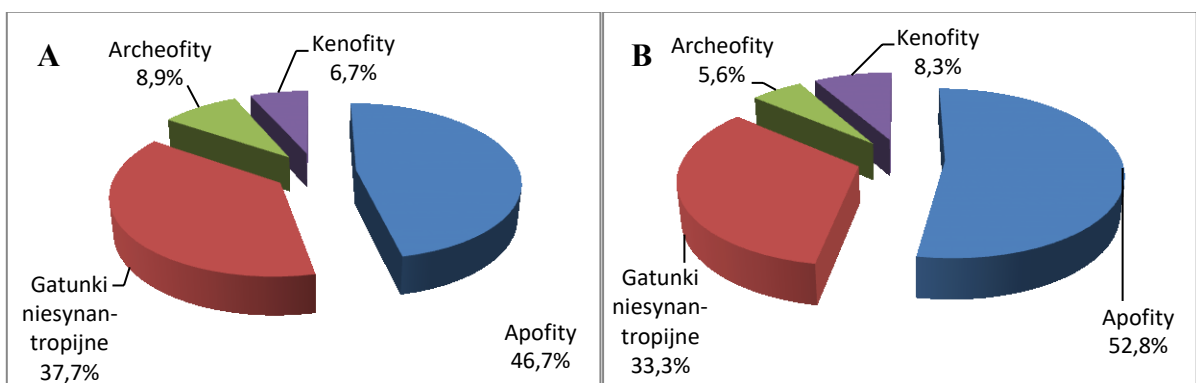 A
Archeofity
8,9%
Kenofity
6,7%
Gatunki
niesynan-
tropijne
37,7%
Apofity
46,7%
B
Archeofity
5,6%
Kenofity
8,3%
Gatunki
niesynan-
tropijne
33,3%
Apofity
52,8%